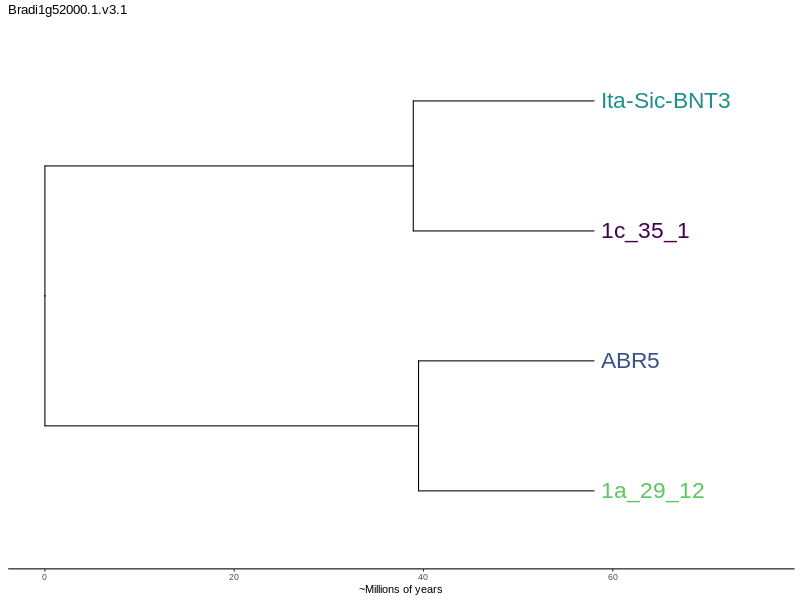 Bradi1g52000.1.v3.1
Ita-Sic-BNT3
1c_35_1
ABR5
1a_29_12
0 20 40 60
~Millions of years